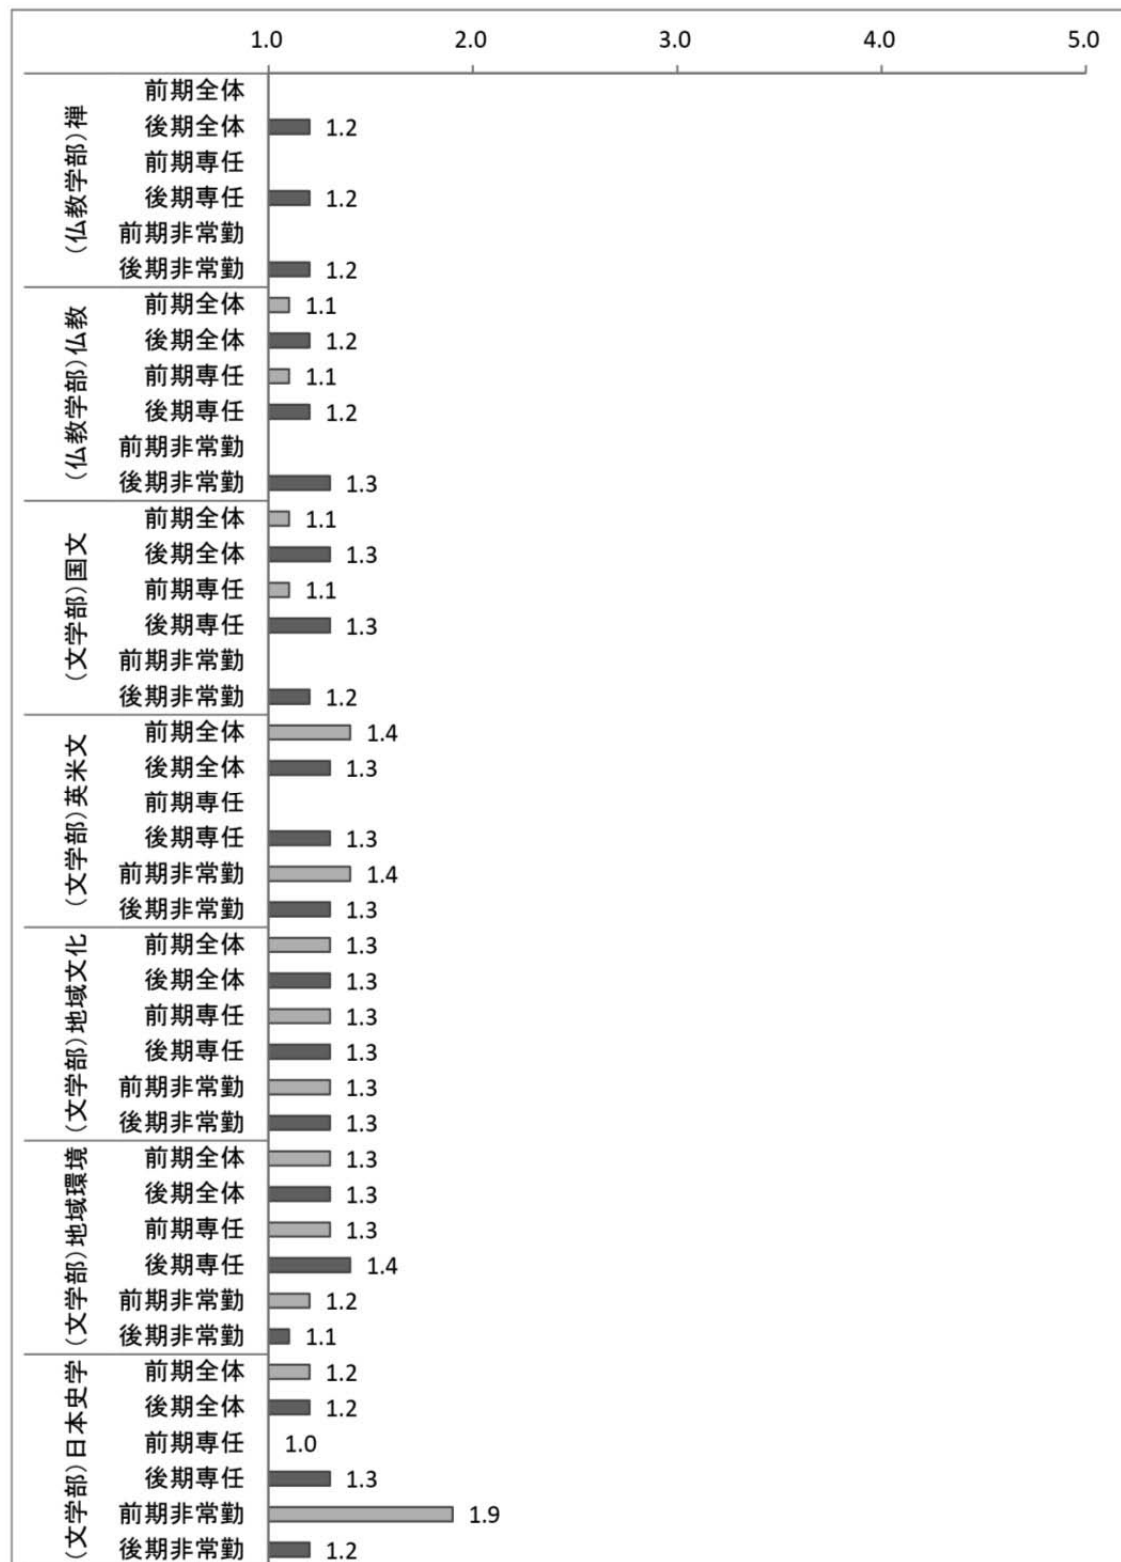 1.0 2.0 3.0 4.0 5.0
(仏教学部)禅
前期全体
後期全体 1.2
前期専任
後期専任 1.2
前期非常勤
後期非常勤 1.2
(仏教学部)仏教
前期全体 1.1
後期全体 1.2
前期専任 1.1
後期専任 1.2
前期非常勤
後期非常勤 1.3
(文学部)国文
前期全体 1.1
後期全体 1.3
前期専任 1.1
後期専任 1.3
前期非常勤
後期非常勤 1.2
(文学部)英米文
前期全体 1.4
後期全体 1.3
前期専任
後期専任 1.3
前期非常勤 1.4
後期非常勤 1.3
(文学部)地域文化
前期全体 1.3
後期全体 1.3
前期専任 1.3
後期専任 1.3
前期非常勤 1.3
後期非常勤 1.3
(文学部)地域環境
前期全体 1.3
後期全体 1.3
前期専任 1.3
後期専任 1.4
前期非常勤 1.2
後期非常勤 1.1
(文学部)日本史学
前期全体 1.2
後期全体 1.2
前期専任 1.0
後期専任 1.3
前期非常勤 1.9
後期非常勤 1.2